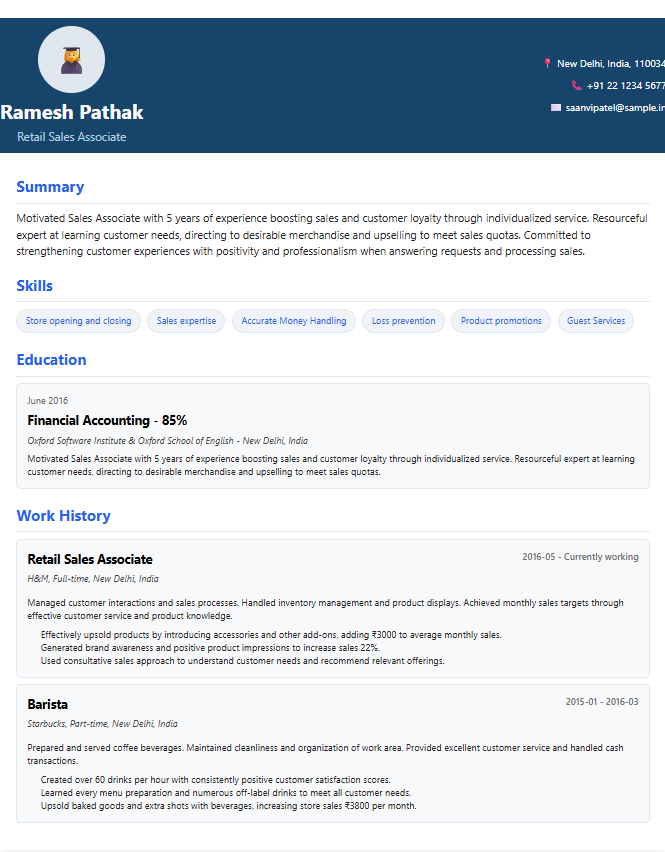 Ramesh Pathak
Retail Sales Associate
New Delhi, India, 110034
+91 22 1234 5677
saanvipatel@sample.in
Summary
Motivated Sales Associate with 5 years of experience boosting sales and customer loyalty through individualized service. Resourceful
expert at learning customer needs, directing to desirable merchandise and upselling to meet sales quotas. Committed to
strengthening customer experiences with positivity and professionalism when answering requests and processing sales.
Skills
Store opening and closing
Sales expertise
Accurate Money Handling
Loss prevention
Product promotions
Guest Services
Education
June 2016
Financial Accounting - 85%
Oxford Software Institute & Oxford School of English - New Delhi, India
Motivated Sales Associate with 5 years of experience boosting sales and customer loyalty through individualized service. Resourceful expert at learning
customer needs, directing to desirable merchandise and upselling to meet sales quotas.
Work History
Retail Sales Associate
2016-05 - Currently working
H&M, Full-time, New Delhi, India
Managed customer interactions and sales processes. Handled inventory management and product displays. Achieved monthly sales targets through
effective customer service and product knowledge.
Effectively upsold products by introducing accessories and other add-ons, adding ₹3000 to average monthly sales.
Generated brand awareness and positive product impressions to increase sales 22%.
Used consultative sales approach to understand customer needs and recommend relevant offerings.
Barista
2015-01 - 2016-03
Starbucks, Part-time, New Delhi, India
Prepared and served coffee beverages. Maintained cleanliness and organization of work area. Provided excellent customer service and handled cash
transactions.
Created over 60 drinks per hour with consistently positive customer satisfaction scores.
Learned every menu preparation and numerous off-label drinks to meet all customer needs.
Upsold baked goods and extra shots with beverages, increasing store sales ₹3800 per month.